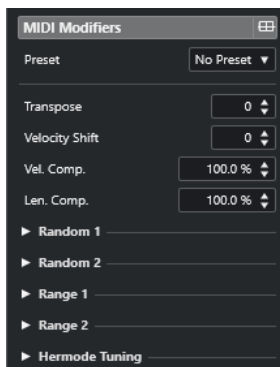 MIDI Modifiers
Preset No Preset
Transpose 0
Velocity Shift 0
Vel. Comp. 100.0 %
Len. Comp. 100.0 %
Random 1
Random 2
Range 1
Range 2
Hermode Tuning